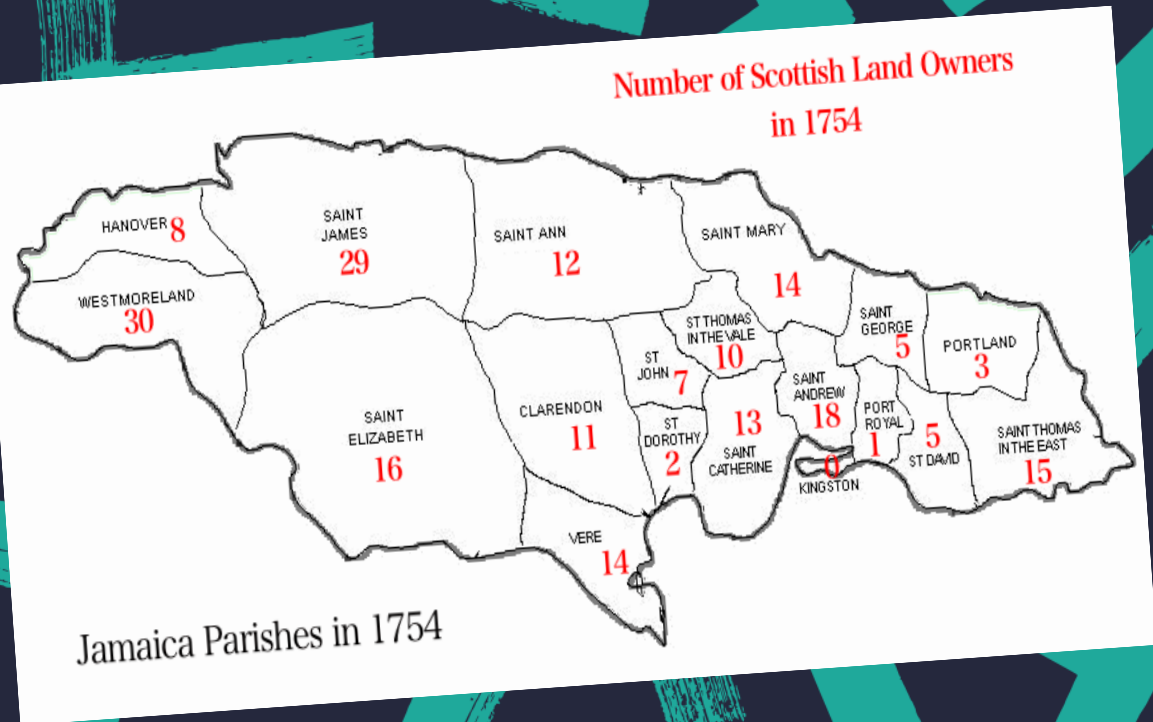 Number of Scottish Land Owners
in 1754
HANOVER 8
WESTMORELAND
30
SAINT
JAMES
29
SAINT ANN
12
SAINT MARY
14
ST THOMAS
IN THE VALE
10
SAINT
GEORGE
5
PORTLAND
3
ST
JOHN 7
SAINT
ELIZABETH
16
CLARENDON
11
ST
DOROTHY
2
13
SAINT
CATHERINE
SAINT
ANDREW
18
PORT
ROYAL
1
5
ST DAVID
SAINT THOMAS
IN THE EAST
15
0
KINGSTON
VERE
14
Jamaica Parishes in 1754